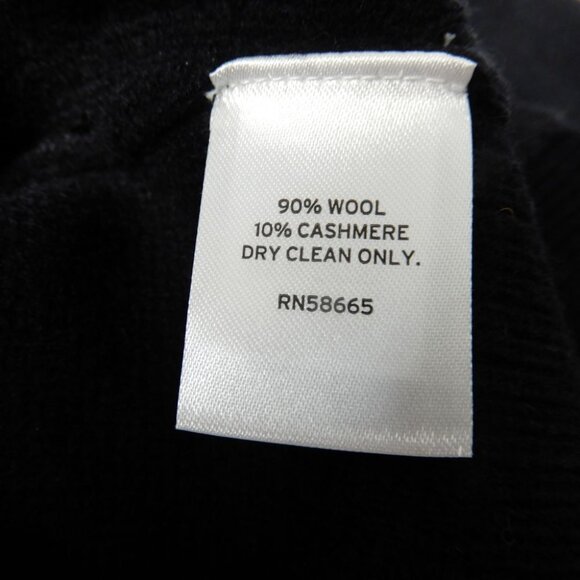 90% WOOL
10% CASHMERE
DRY CLEAN ONLY.
RN58665